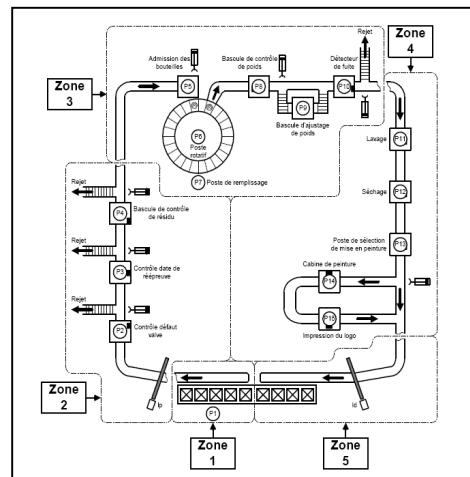 Rejet
Zone
4
Admission des
bouteilles
Bascule de contrôle
de poids
Détecteur
de fuite
Zone
3
P5
P8
P10
P9
Bascule d'ajustage
de poids
P6
Poste
rotatif
P11
Lavage
P7
Poste de remplissage
Rejet
P12
Séchage
P4
Bascule de contrôle
de résidu
Rejet
P13
Poste de sélection
de mise en peinture
P3
Contrôle date de
réépreuve
Cabine de peinture
P14
Rejet
P15
Impression du logo
P2
Contrôle défaut
valve
Zone
2
Ip
P1
Id
Zone
1
Zone
5